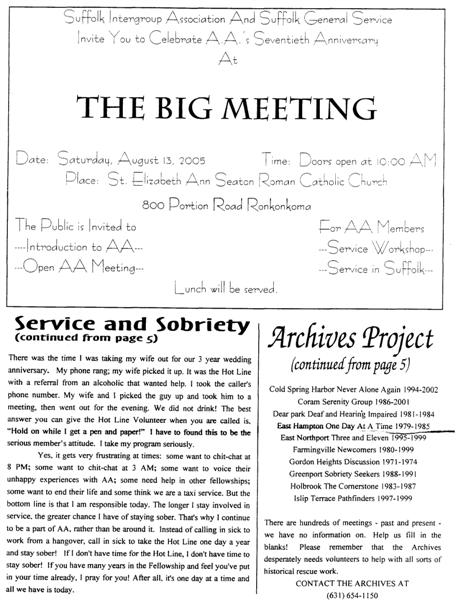 Suffolk Intergroup Association And Suffolk General Service
Invite You to Celebrate A.A.'s Seventieth Anniversary
At
THE BIG MEETING
Date: Saturday, August 13, 2005 Time: Doors open at 10:00 AM
Place: St. Elizabeth Ann Seaton Roman Catholic Church
800 Portion Road Ronkonkoma
The Public is Invited to
---Introduction to AA---
---Open AA Meeting---
For AA Members
---Service Workshop---
---Service in Suffolk---
Lunch will be served.
Service and Sobriety
(continued from page 5)
There was the time I was taking my wife out for our 3 year wedding
anniversary. My phone rang; my wife picked it up. It was the Hot Line
with a referral from an alcoholic that wanted help. I took the caller's
phone number. My wife and I picked the guy up and took him to a
meeting, then went out for the evening. We did not! drink! The best
answer you can give the Hot Line Volunteer when you are called is,
"Hold on while I get a pen and paper!" I have to found this to be the
serious member's attitude. I take my program seriously.
Yes, it gets very frustrating at times: some want to chit-chat at
8 PM; some want to chit-chat at 3 AM; some want to voice their
unhappy experiences with AA; some need help in other fellowships;
some want to end their life and some think we are a taxi service. But the
bottom line is that I am responsible today. The longer I stay involved in
service, the greater chance I have of staying sober. That's why I continue
to be a part of AA, rather than be around it. Instead of calling in sick to
work from a hangover, call in sick to take the Hot Line one day a year
and stay sober! If I don't have time for the Hot Line, I don't have time to
stay sober! If you have many years in the Fellowship and feel you've put
in your time already, I pray for you! After all, it's one day at a time and
all we have is today.
Archives Project
(continued from page 5)
Cold Spring Harbor Never Alone Again 1994-2002
Coram Serenity Group 1986-2001
Dear park Deaf and Hearing Impaired 1981-1984
East Hampton One Day At A Time 1979-1985
East Northport Three and Eleven 1995-1999
Farmingville Newcomers 1980-1999
Gordon Heights Discussion 1971-1974
Greenport Sobriety Seekers 1988-1991
Holbrook The Cornerstone 1983-1987
Islip Terrace Pathfinders 1997-1999
There are hundreds of meetings - past and present -
we have no information on. Help us fill in the
blanks! Please remember that the Archives
desperately needs volunteers to help with all sorts of
historical rescue work.
CONTACT THE ARCHIVES AT
(631) 654-1150